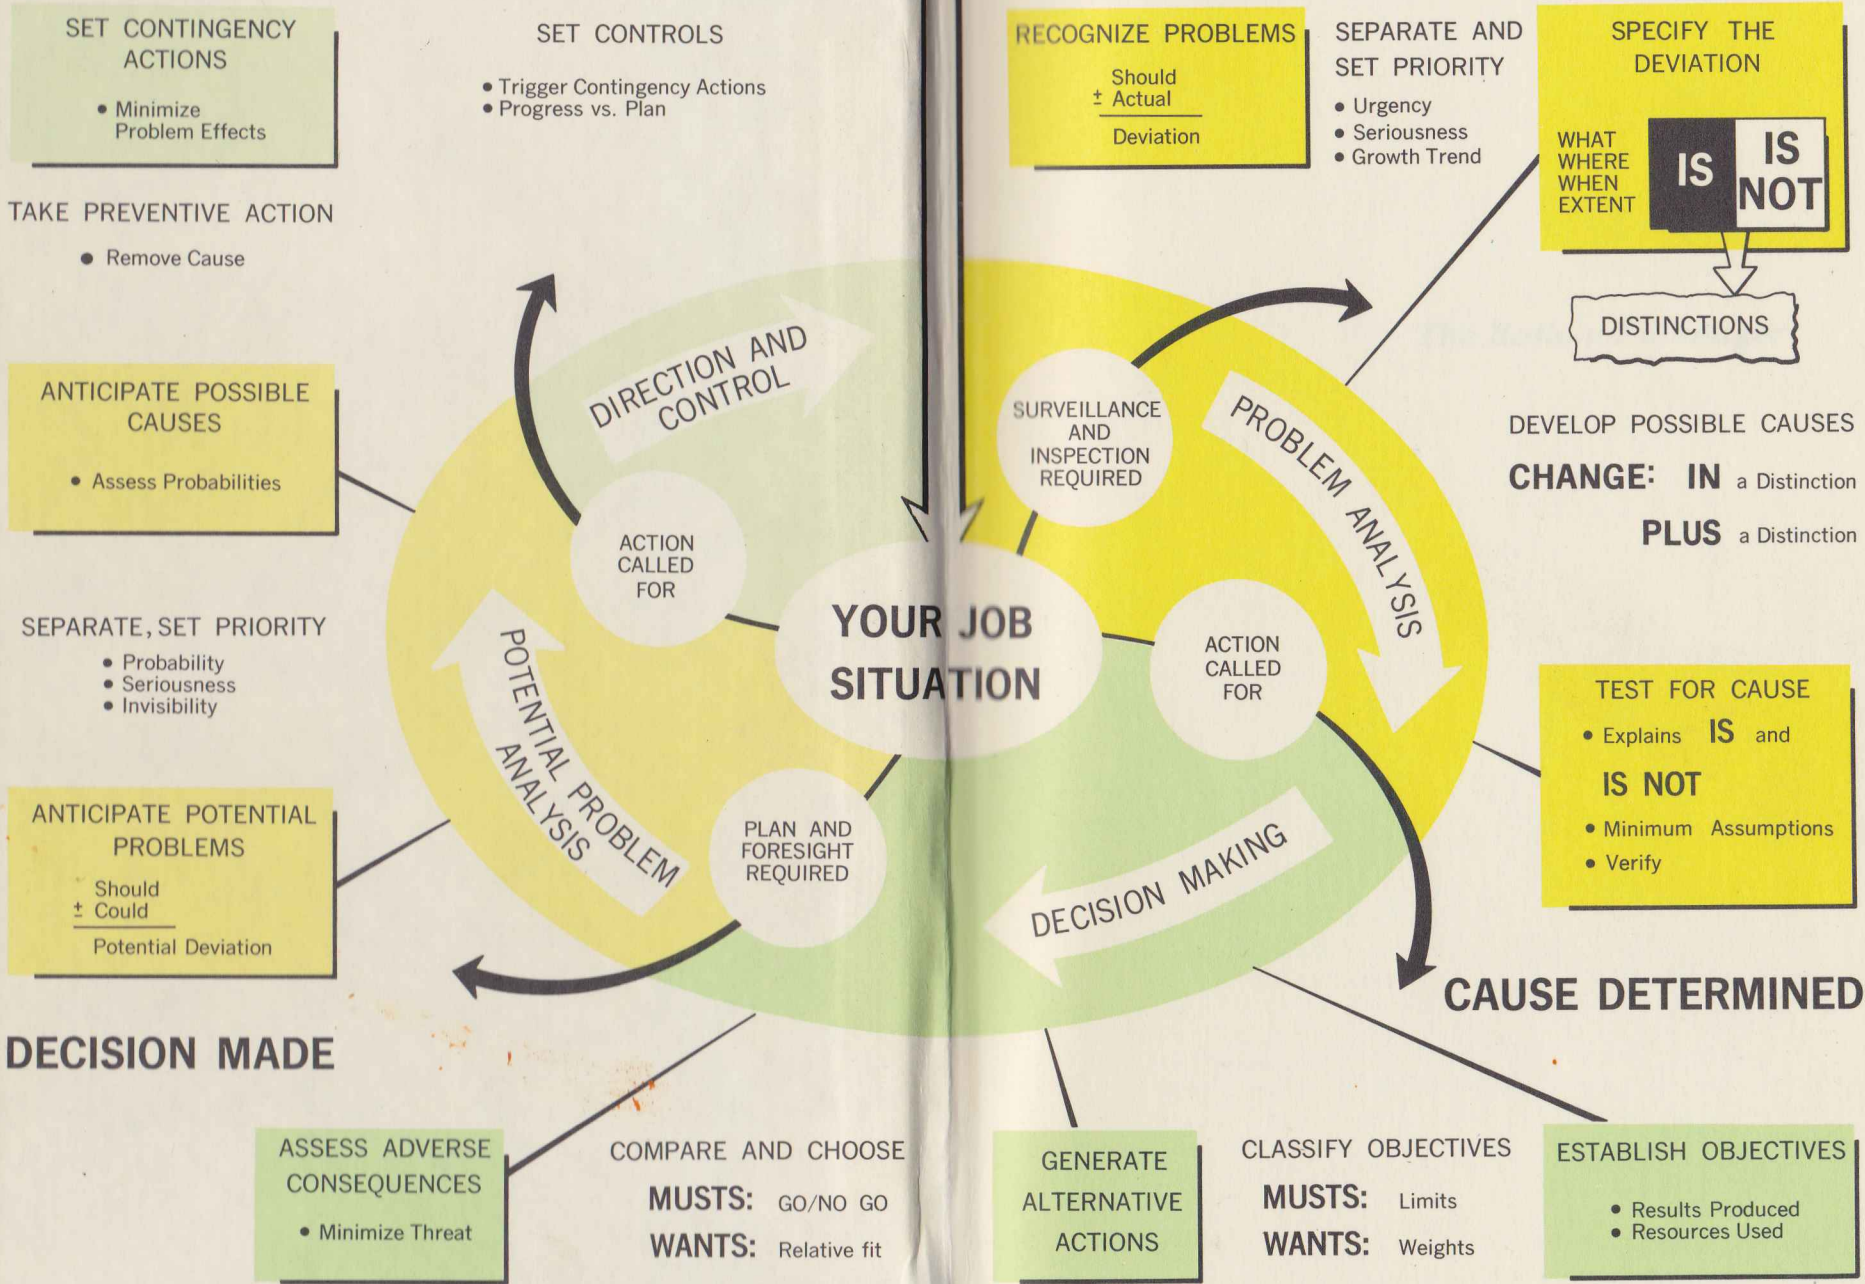 SET CONTINGENCY
ACTIONS
• Minimize
Problem Effects
SET CONTROLS
• Trigger Contingency Actions
• Progress vs. Plan
RECOGNIZE PROBLEMS
Should
± Actual
Deviation
SEPARATE AND
SET PRIORITY
• Urgency
• Seriousness
• Growth Trend
SPECIFY THE
DEVIATION
WHAT
WHERE
WHEN
EXTENT
IS
IS
NOT
DISTINCTIONS
TAKE PREVENTIVE ACTION
• Remove Cause
ANTICIPATE POSSIBLE
CAUSES
• Assess Probabilities
DIRECTION AND
CONTROL
SURVEILLANCE
AND
INSPECTION
REQUIRED
PROBLEM ANALYSIS
DEVELOP POSSIBLE CAUSES
CHANGE: IN a Distinction
PLUS a Distinction
ACTION
CALLED
FOR
YOUR JOB
SITUATION
ACTION
CALLED
FOR
SEPARATE, SET PRIORITY
• Probability
• Seriousness
• Invisibility
POTENTIAL PROBLEM
ANALYSIS
TEST FOR CAUSE
• Explains IS and
IS NOT
• Minimum Assumptions
• Verify
ANTICIPATE POTENTIAL
PROBLEMS
Should
± Could
Potential Deviation
PLAN AND
FORESIGHT
REQUIRED
DECISION MAKING
CAUSE DETERMINED
DECISION MADE
ASSESS ADVERSE
CONSEQUENCES
• Minimize Threat
COMPARE AND CHOOSE
MUSTS: GO/NO GO
WANTS: Relative fit
GENERATE
ALTERNATIVE
ACTIONS
CLASSIFY OBJECTIVES
MUSTS: Limits
WANTS: Weights
ESTABLISH OBJECTIVES
• Results Produced
• Resources Used